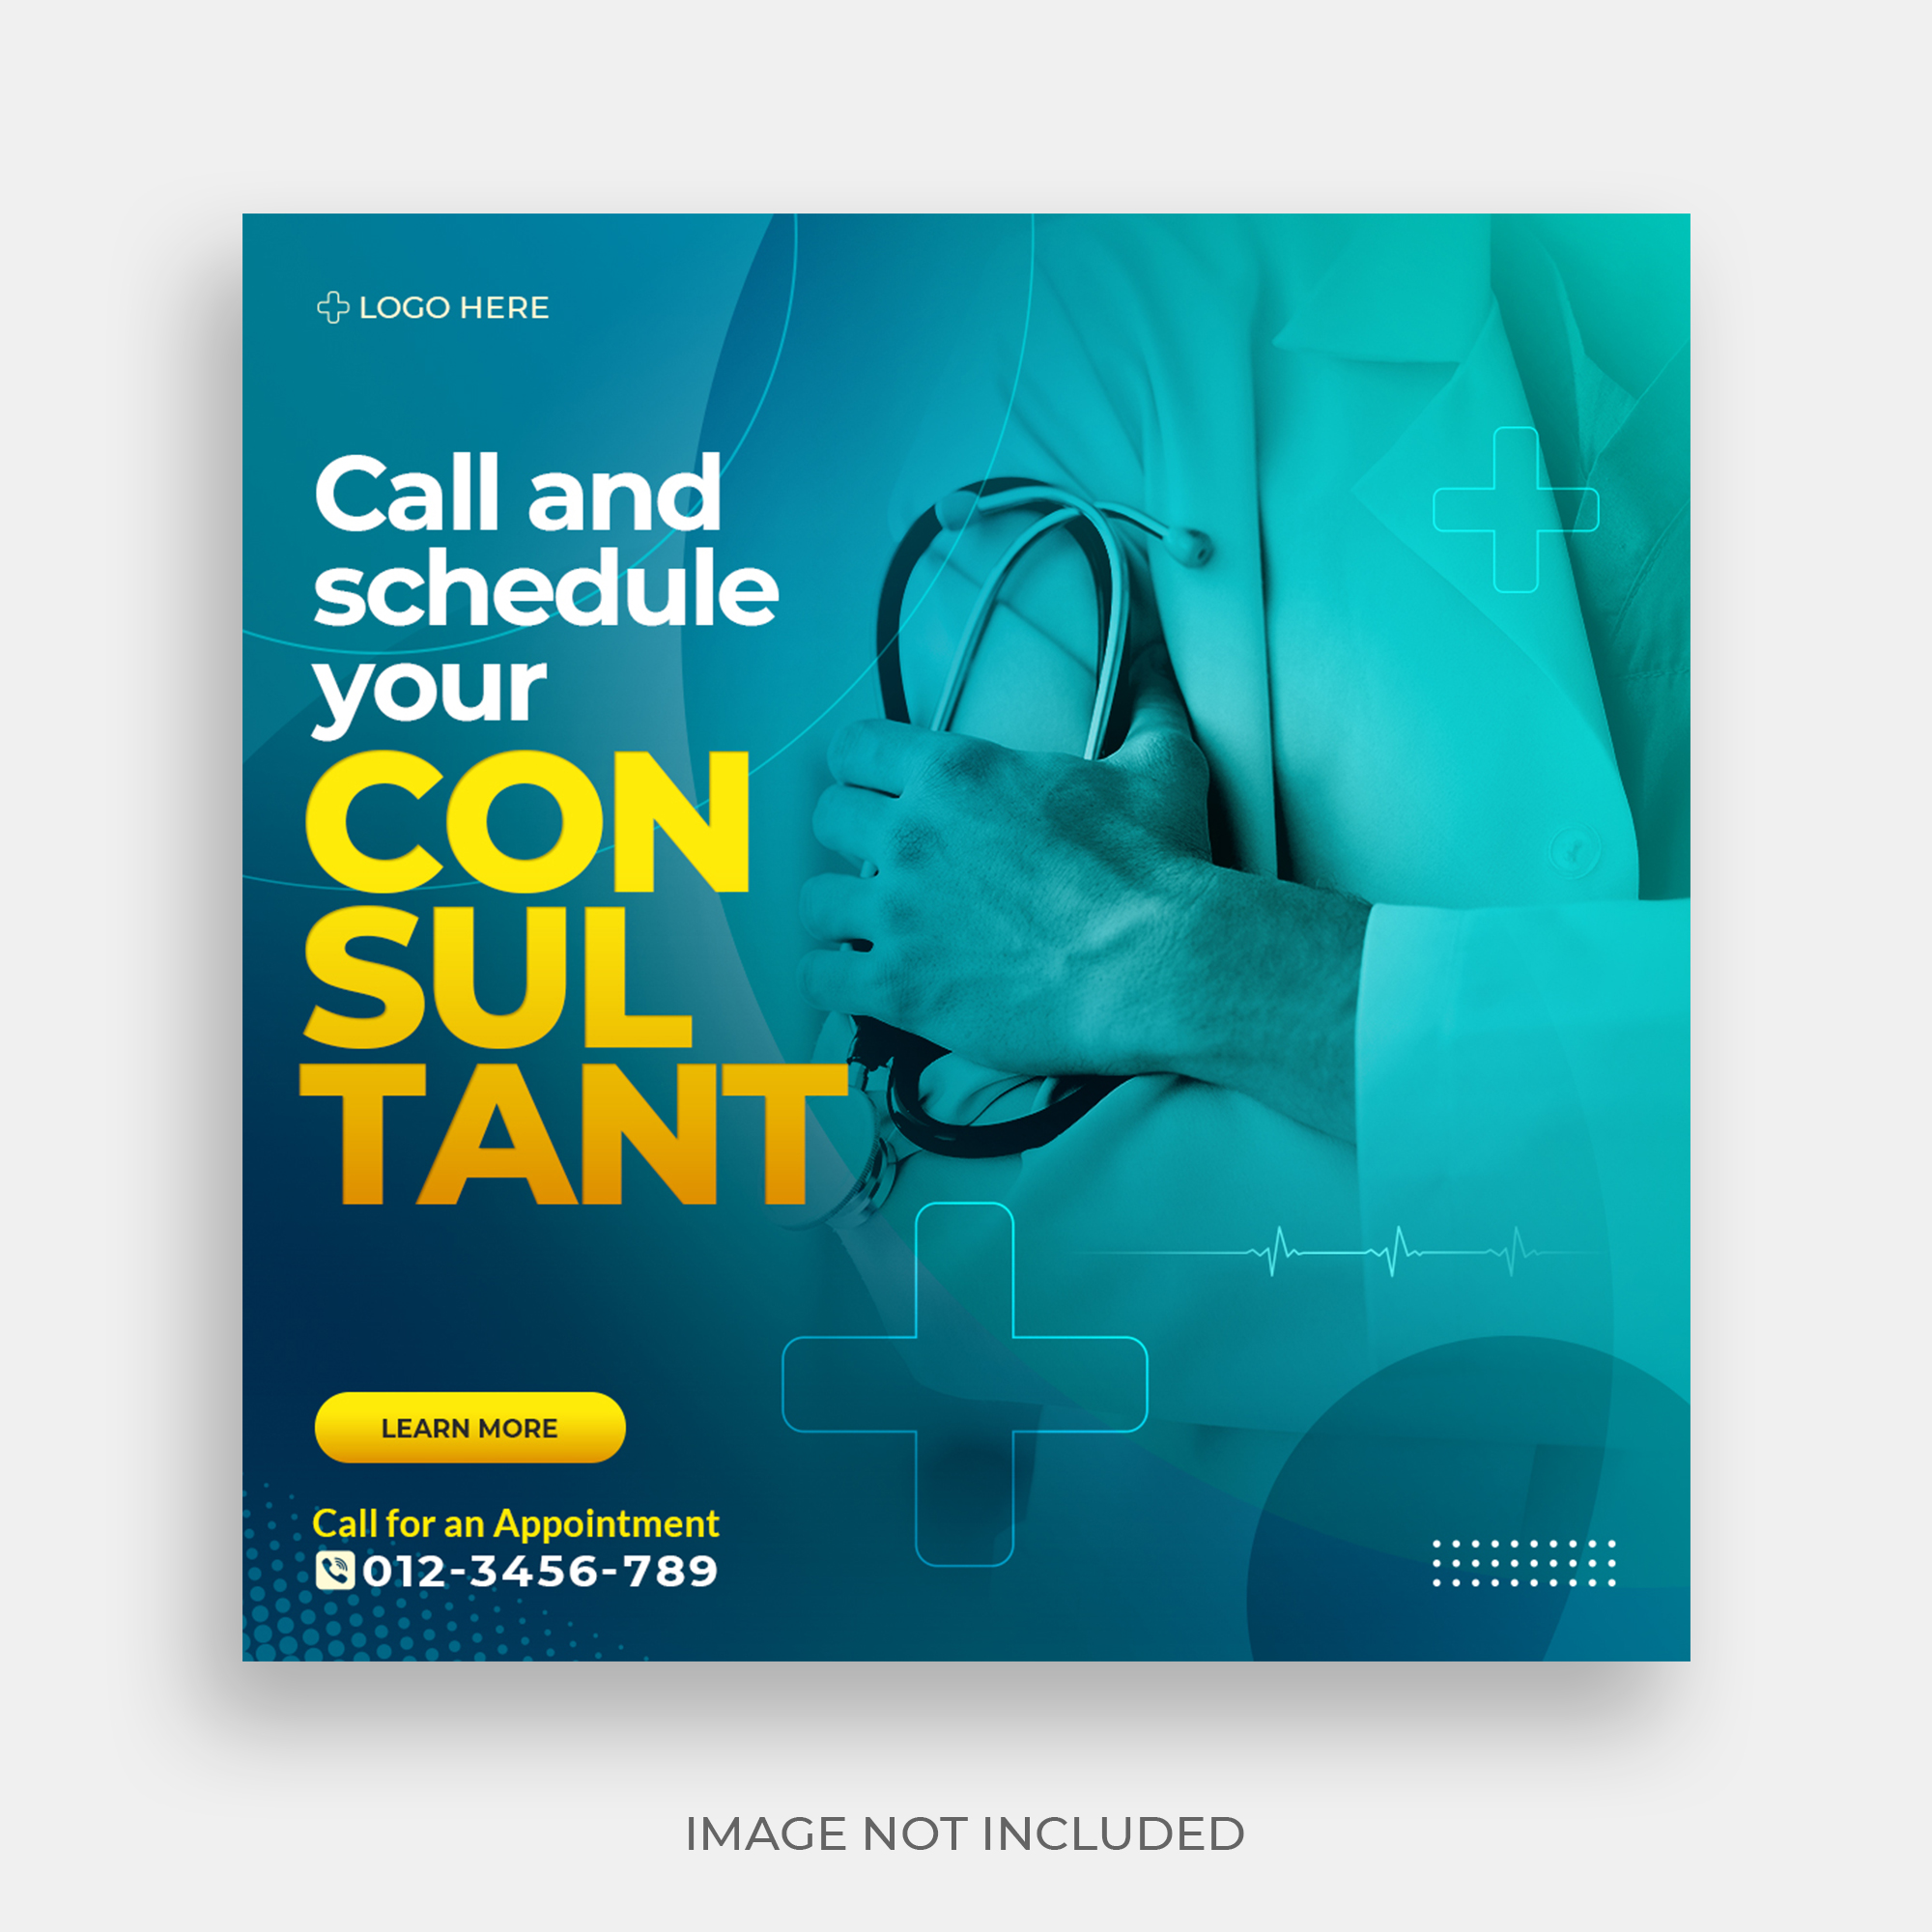 LOGO HERE
Call and
schedule
your
CON
SUL
TANT
LEARN MORE
Call for an Appointment
012-3456-789
IMAGE NOT INCLUDED